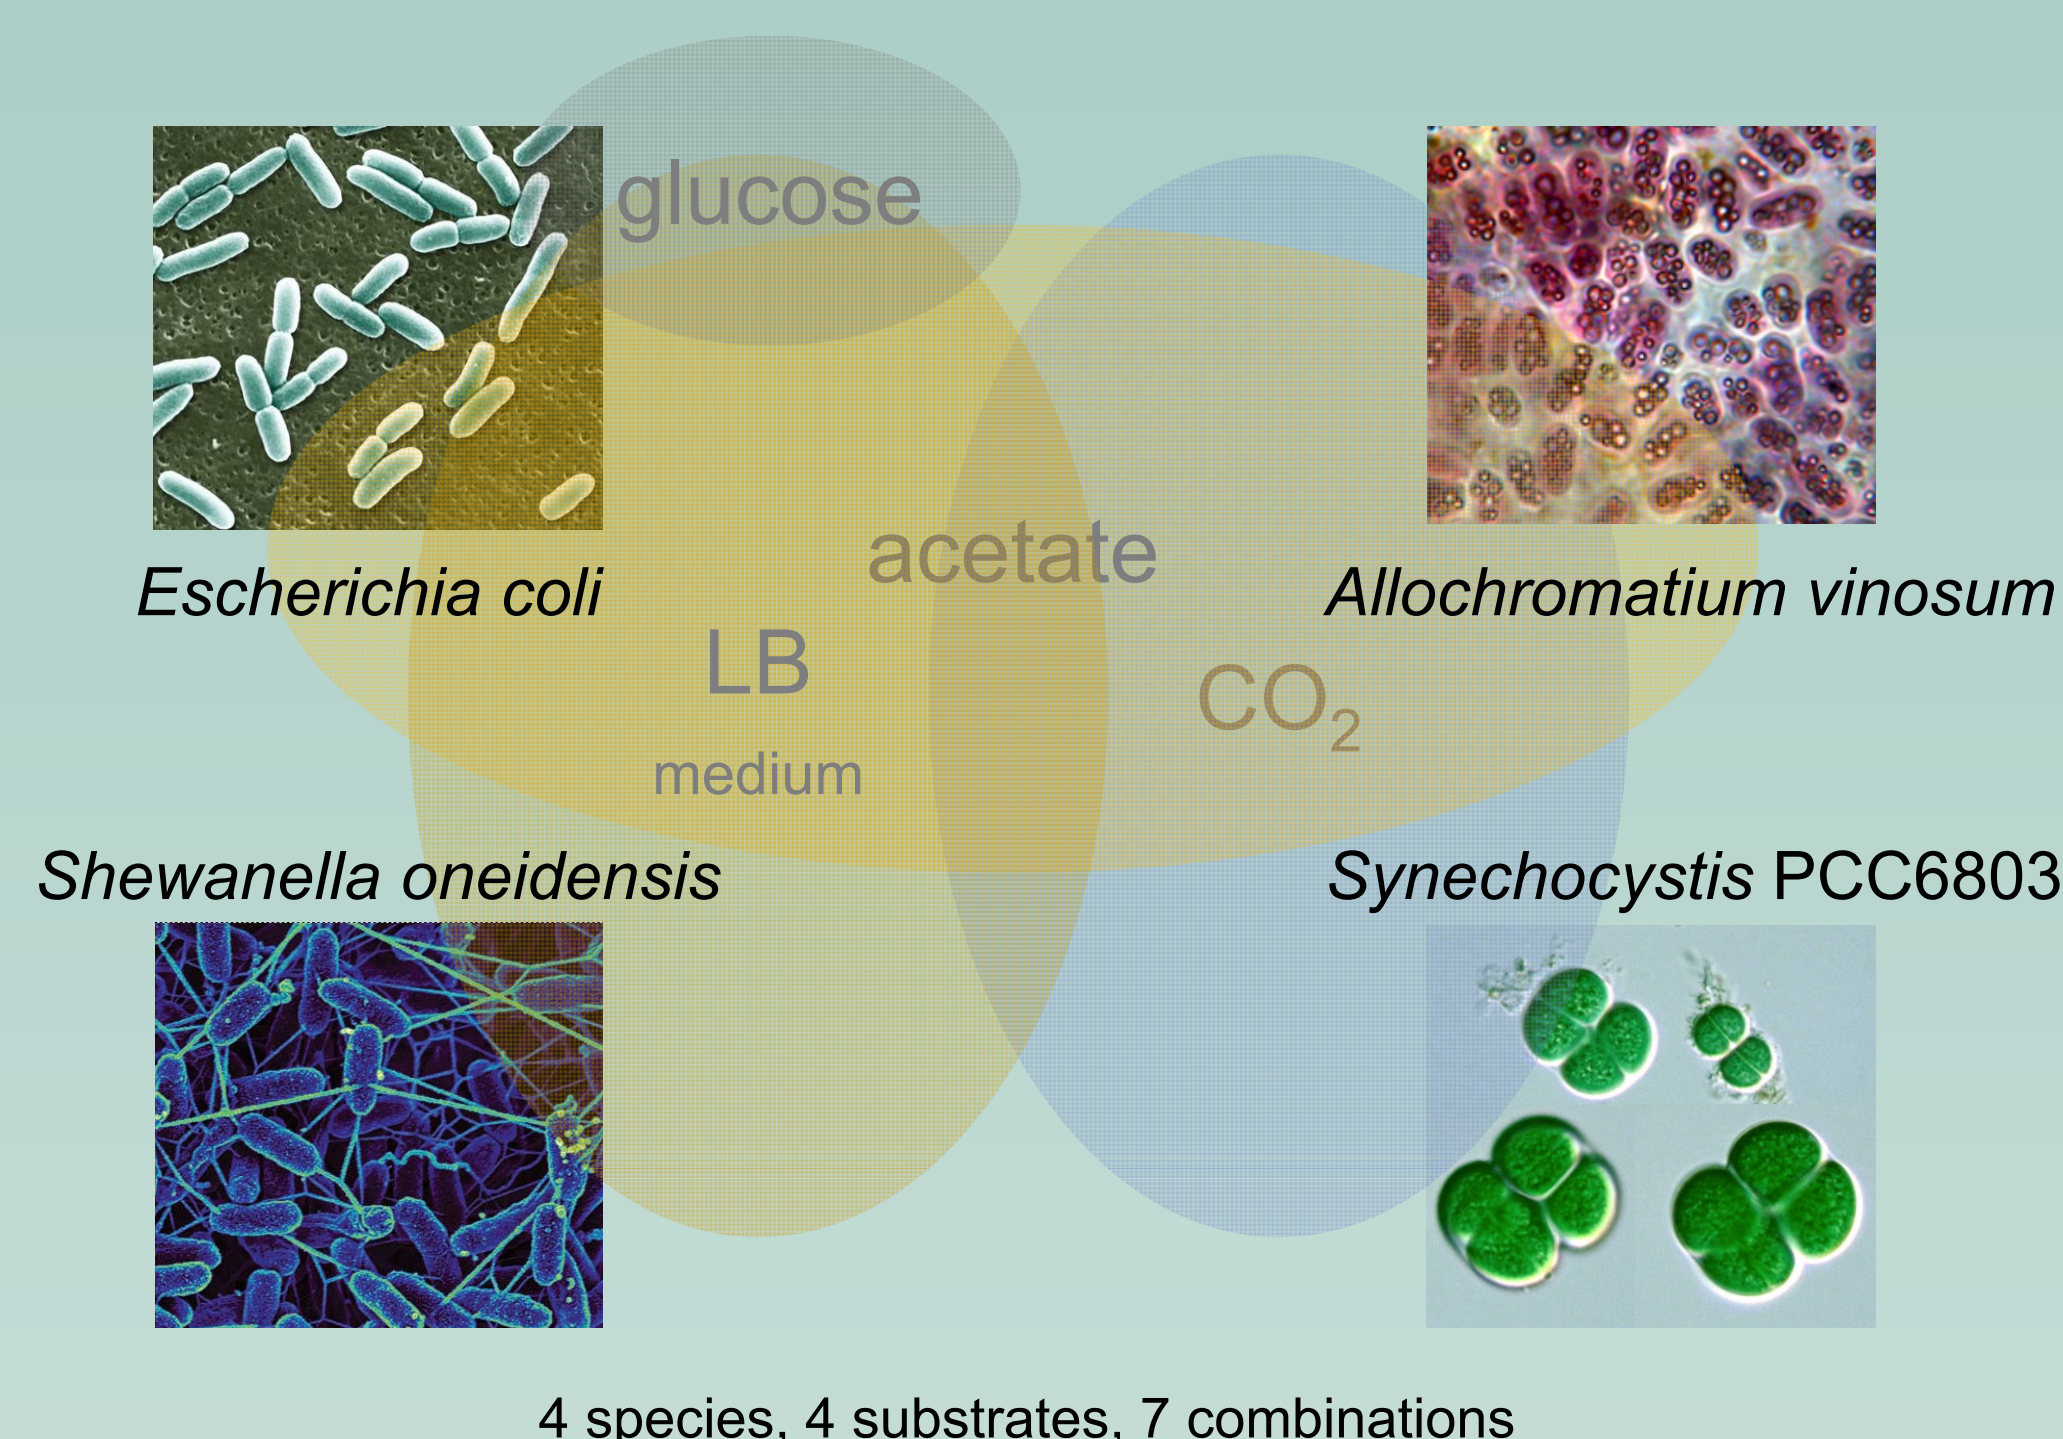 glucose
acetate
Escherichia coli
Allochromatium vinosum
LB
medium
CO₂
Shewanella oneidensis
Synechocystis PCC6803
4 species, 4 substrates, 7 combinations